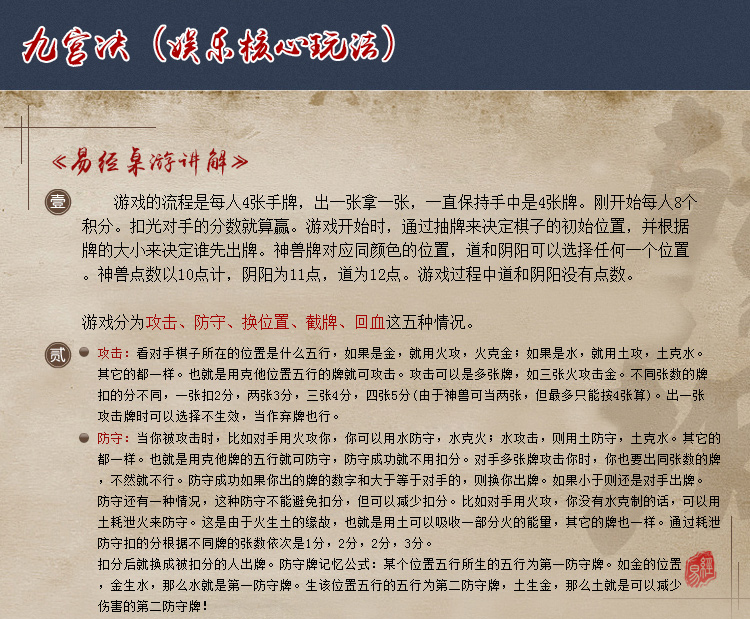 九宫决（娱乐核心玩法）
《易经桌游讲解》
壹
游戏的流程是每人4张手牌，出一张拿一张，一直保持手中是4张牌。刚开始每人8个
积分。扣光对手的分数就算赢。游戏开始时，通过抽牌来决定棋子的初始位置，并根据
牌的大小来决定谁先出牌。神兽牌对应同颜色的位置，道和阴阳可以选择任何一个位置
。神兽点数以10点计，阴阳为11点，道为12点。游戏过程中道和阴阳没有点数。
游戏分为攻击、防守、换位置、截牌、回血这五种情况。
贰
攻击：看对手棋子所在的位置是什么五行，如果是金，就用火攻，火克金；如果是水，就用土攻，土克水。
其它的都一样。也就是用克他位置五行的牌就可攻击。攻击可以是多张牌，如三张火攻击金。不同张数的牌
扣的分不同，一张扣2分，两张3分，三张4分，四张5分(由于神兽可当两张，但最多只能按4张算)。出一张
攻击牌时可以选择不生效，当作弃牌也行。
防守：当你被攻击时，比如对手用火攻你，你可以用水防守，水克火；水攻击，则用土防守，土克水。其它的
都一样。也就是用克他牌的五行就可防守，防守成功就不用扣分。对手多张牌攻击你时，你也要出同张数的牌
，不然就不行。防守成功如果你出的牌的数字和大于等于对手的，则换你出牌。如果小于则还是对手出牌。
防守还有一种情况，这种防守不能避免扣分，但可以减少扣分。比如对手用火攻，你没有水克制的话，可以用
土耗泄火来防守。这是由于火生土的缘故，也就是用土可以吸收一部分火的能量，其它的牌也一样。通过耗泄
防守扣的分根据不同牌的张数依次是1分，2分，2分，3分。
扣分后就换成被扣分的人出牌。防守牌记忆公式：某个位置五行所生的五行为第一防守牌。如金的位置
，金生水，那么水就是第一防守牌。生该位置五行的五行为第二防守牌，土生金，那么土就是可以减少
伤害的第二防守牌！
易經